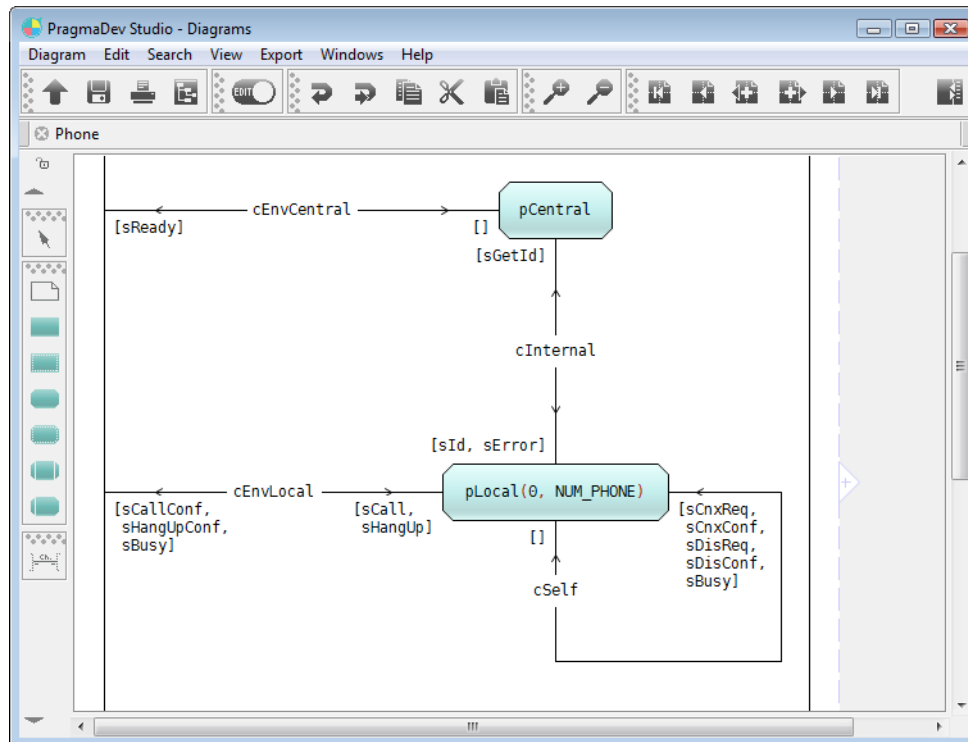 PragmaDev Studio - Diagrams
Diagram Edit Search View Export Windows Help
EDIT
Phone
cEnvCentral
pCentral
[sReady]
[]
[sGetId]
cInternal
[sId, sError]
cEnvLocal
pLocal(0, NUM_PHONE)
[sCallConf,
sHangUpConf,
sBusy]
[sCall,
sHangUp]
[]
[sCnxReq,
sCnxConf,
sDisReq,
sDisConf,
sBusy]
cSelf
Ch.